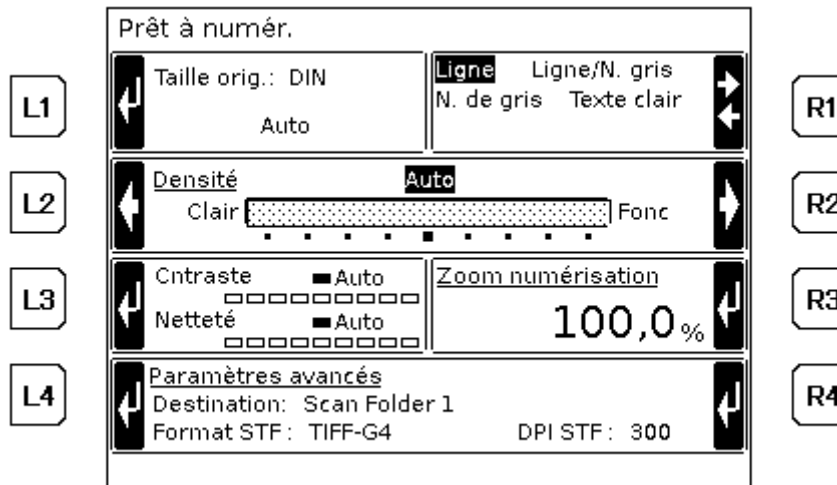 Prêt à numér.
L1
Taille orig.: DIN
Auto
Ligne Ligne/N. gris
N. de gris Texte clair
R1
L2
Densité Auto
Clair Fonc
R2
L3
Cntraste Auto
Netteté Auto
Zoom numérisation
100,0 %
R3
L4
Paramètres avancés
Destination: Scan Folder 1
Format STF : TIFF-G4 DPI STF : 300
R4